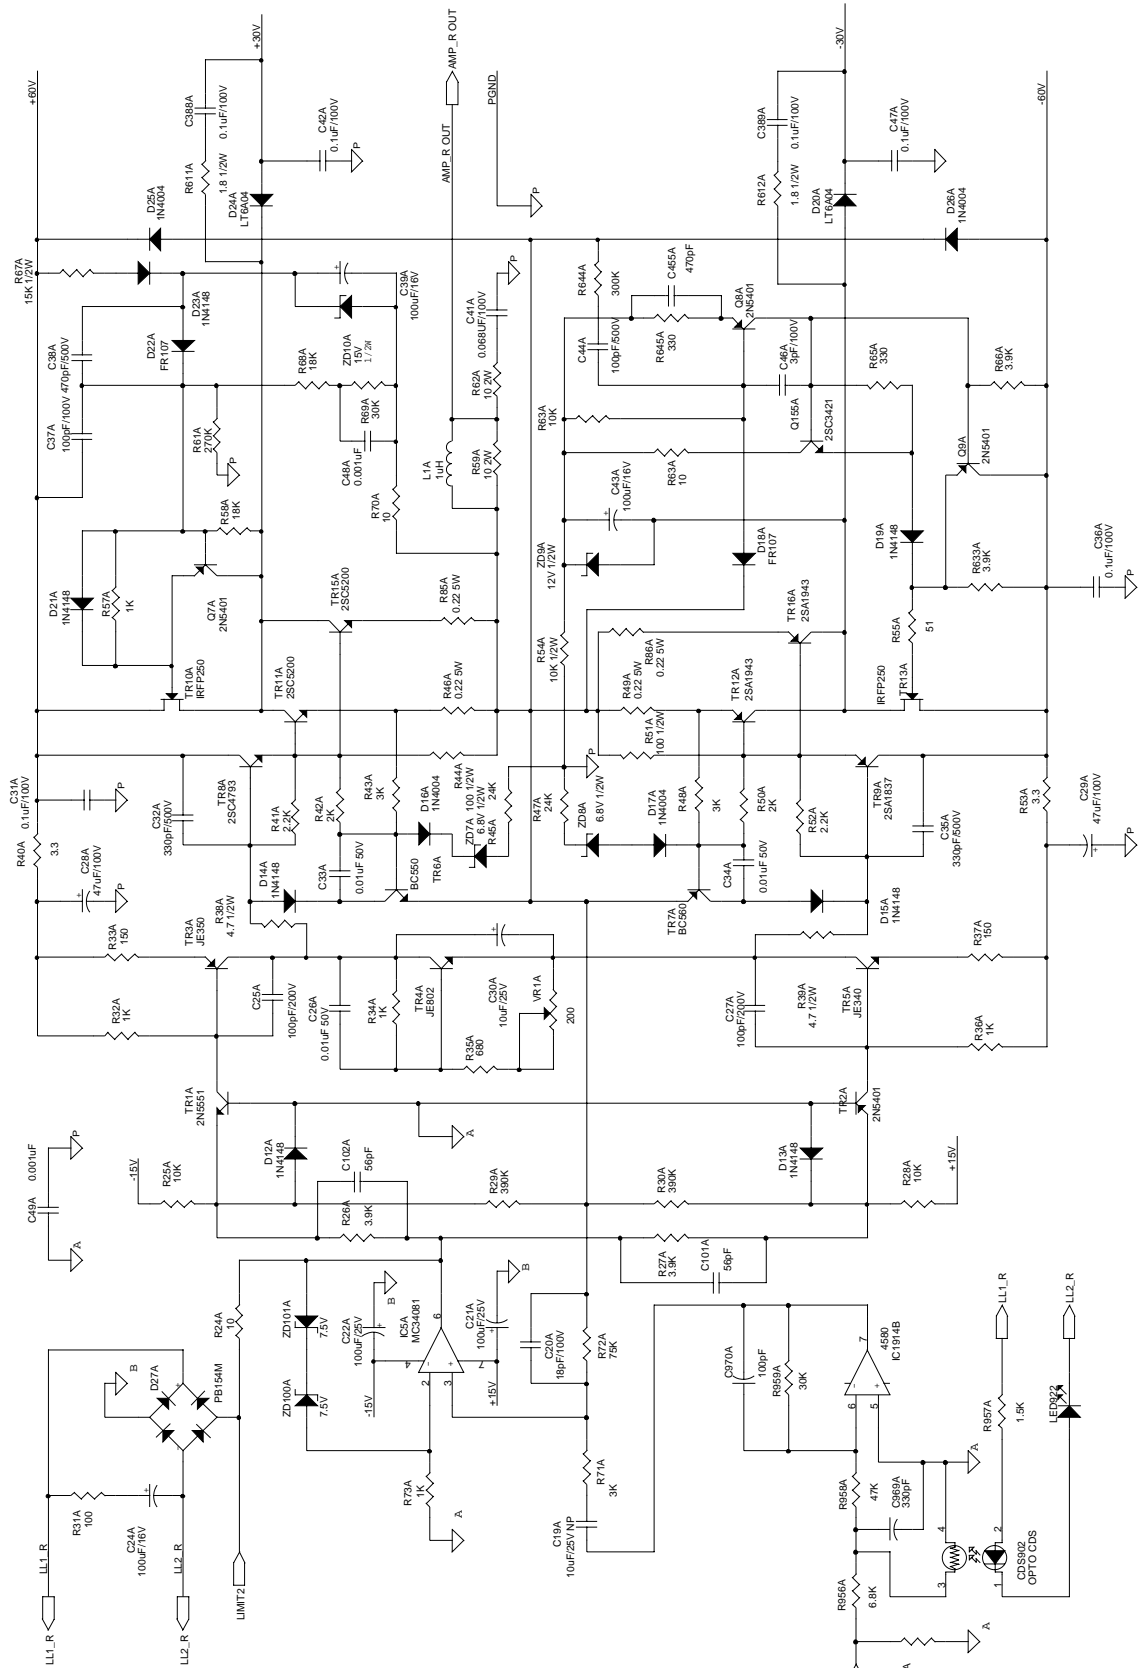 +60V
+30V
C388A
0.1uF/100V
R611A
1.8 1/2W
C42A
0.1uF/100V
P
D24A
LT6A04
D25A
1N4004
R67A
15K 1/2W
D23A
1N4148
D22A
FR107
C38A
470pF/500V
C37A
100pF/100V
R61A
270K
P
R58A
18K
D21A
1N4148
R57A
1K
Q7A
2N5401
TR10A
IRFP250
AMP_R OUT
AMP_R OUT
PGND
P
C39A
100uF/16V
ZD10A
15V
1/2W
R68A
18K
R69A
30K
C48A
0.001uF
R70A
10
C41A
0.068UF/100V
P
R62A
10 2W
R59A
10 2W
L1A
1uH
-30V
C389A
0.1uF/100V
R612A
1.8 1/2W
C47A
0.1uF/100V
D20A
LT6A04
-60V
D26A
1N4004
R644A
300K
C455A
470pF
C44A
100pF/500V
R645A
330
Q8A
2N5401
C46A
3pF/100V
R65A
330
R66A
3.9K
Q155A
2SC3421
Q9A
2N5401
R63A
10K
R63A
10
C43A
100uF/16V
ZD9A
12V 1/2W
D18A
FR107
D19A
1N4148
R633A
3.9K
C36A
0.1uF/100V
P
R55A
51
IRFP250
TR13A
TR11A
2SC5200
TR15A
2SC5200
R85A
0.22 5W
R46A
0.22 5W
R54A
10K 1/2W
R86A
0.22 5W
R49A
0.22 5W
R51A
100 1/2W
TR16A
2SA1943
TR12A
2SA1943
C31A
0.1uF/100V
P
R40A
3.3
C28A
47uF/100V
P
C32A
330pF/500V
TR8A
2SC4793
R41A
2.2K
R42A
2K
R43A
3K
R44A
100 1/2W
D16A
1N4004
ZD7A
6.8V 1/2W
R45A
24K
TR6A
BC550
C33A
0.01uF 50V
D14A
1N4148
R47A
24K
P
ZD8A
6.8V 1/2W
D17A
1N4004
R48A
3K
R50A
2K
R52A
2.2K
TR9A
2SA1837
C35A
330pF/500V
C34A
0.01uF 50V
TR7A
BC560
D15A
1N4148
R53A
3.3
C29A
47uF/100V
P
R33A
150
R32A
1K
TR3A
JE350
R38A
4.7 1/2W
C25A
100pF/200V
C26A
0.01uF 50V
R34A
1K
TR4A
JE802
C30A
10uF/25V
VR1A
200
R35A
680
C27A
100pF/200V
R39A
4.7 1/2W
TR5A
JE340
R37A
150
R36A
1K
TR1A
2N5551
TR2A
2N5401
A
C49A
0.001uF
A
P
-15V
R25A
10K
D12A
1N4148
C102A
56pF
R26A
3.9K
R29A
390K
R30A
390K
D13A
1N4148
R28A
10K
+15V
R27A
3.9K
C101A
56pF
R24A
10
ZD101A
7.5V
ZD100A
7.5V
C22A
100uF/25V
B
-15V
IC5A
MC34081
2
3
4
6
7
+15V
C21A
100uF/25V
B
C20A
18pF/100V
R72A
75K
R71A
3K
C19A
10uF/25V NP
R73A
1K
A
B
D27A
PB154M
R31A
100
C24A
100uF/16V
LL1_R
LL1_R
LL2_R
LL2_R
LIMIT2
C970A
100pF
R959A
30K
4580
IC1914B
6
5
7
R958A
47K
C969A
330pF
R956A
6.8K
A
A
CDS902
OPTO CDS
3
4
1
2
R957A
1.5K
LED922
LL1_R
LL2_R